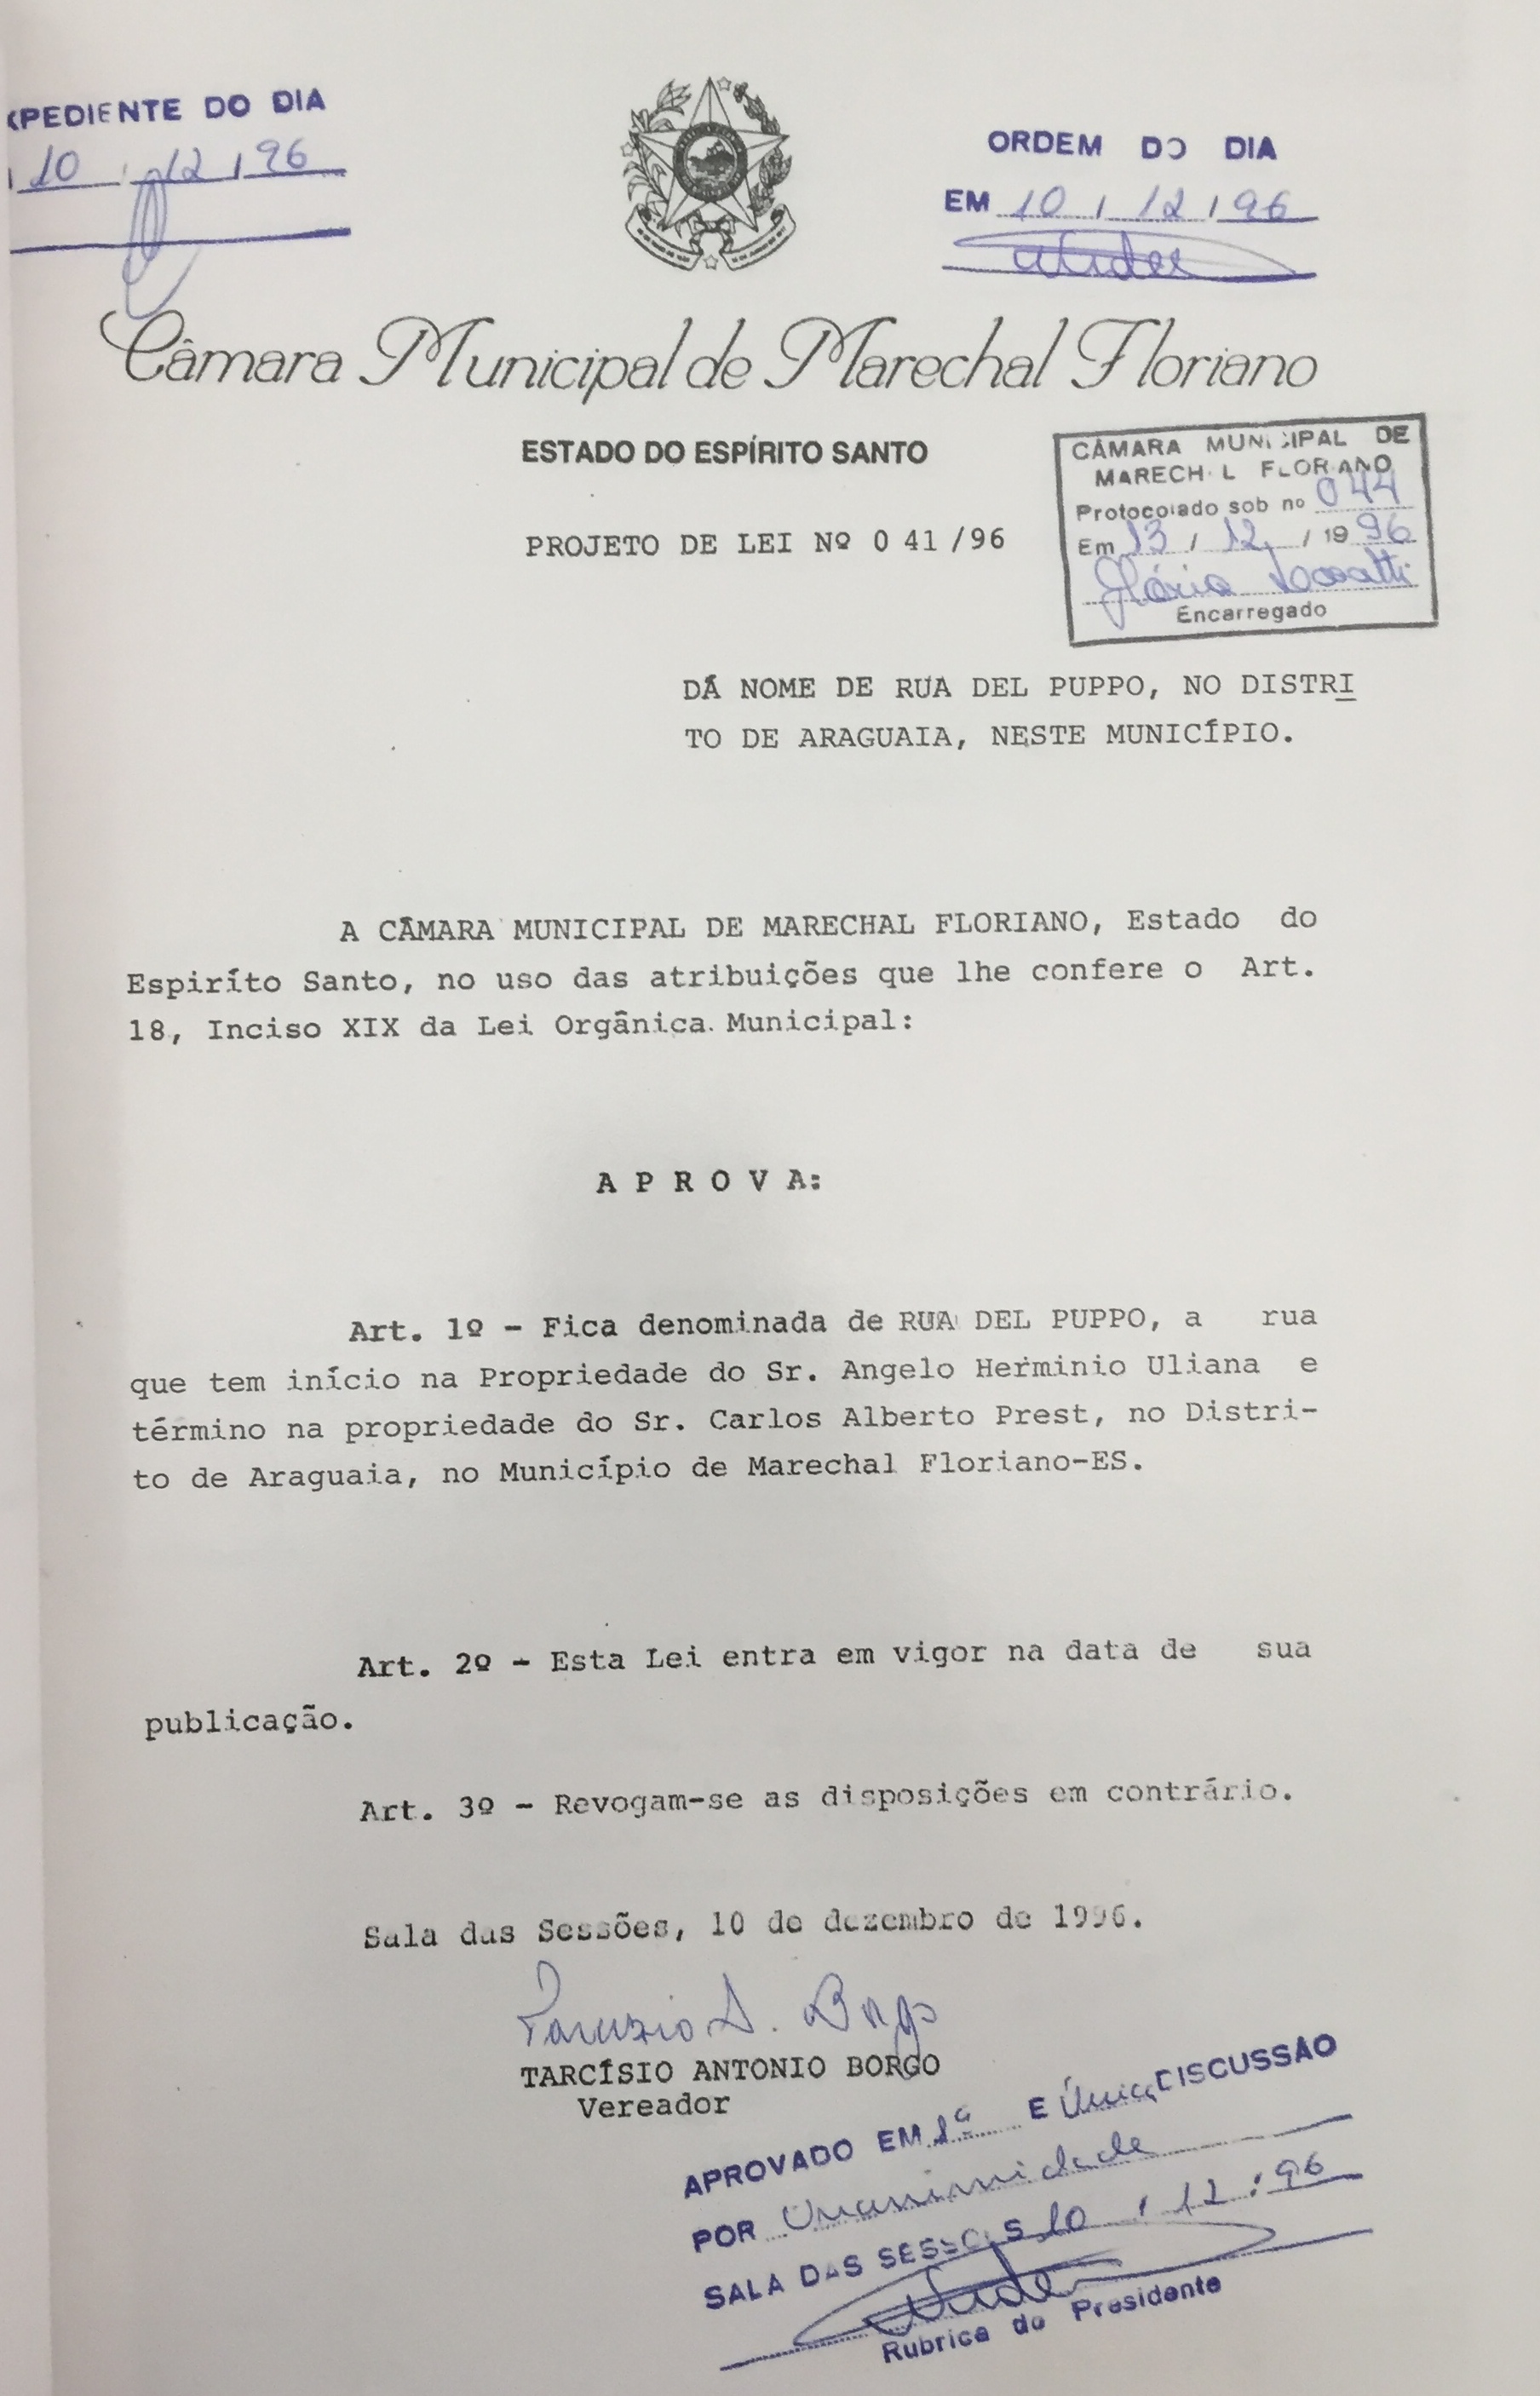 XPEDIENTE DO DIA
10 / 12 / 96
ORDEM DO DIA
EM 10 / 12 / 96
Câmara Municipal de Marechal Floriano
ESTADO DO ESPÍRITO SANTO
CÂMARA MUNICIPAL DE
MARECHAL FLORIANO
Protocolado sob nº 044
Em 13 / 12 / 1996
Glória
Encarregado
PROJETO DE LEI Nº 041/96
DÁ NOME DE RUA DEL PUPPO, NO DISTRI
TO DE ARAGUAIA, NESTE MUNICÍPIO.
A CÂMARA MUNICIPAL DE MARECHAL FLORIANO, Estado do
Espiríto Santo, no uso das atribuições que lhe confere o Art.
18, Inciso XIX da Lei Orgânica Municipal:
A P R O V A:
Art. 1º - Fica denominada de RUA DEL PUPPO, a rua
que tem início na Propriedade do Sr. Angelo Herminio Uliana e
término na propriedade do Sr. Carlos Alberto Prest, no Distri-
to de Araguaia, no Município de Marechal Floriano-ES.
Art. 2º - Esta Lei entra em vigor na data de sua
publicação.
Art. 3º - Revogam-se as disposições em contrário.
Sala das Sessões, 10 de dezembro de 1996.
Tarcisio A. Borgo
TARCÍSIO ANTONIO BORGO
Vereador
APROVADO EM 1ª E Única DISCUSSÃO
POR Unanimidade
SALA DAS SESSOES 10 / 12 / 96
Rubrica do Presidente